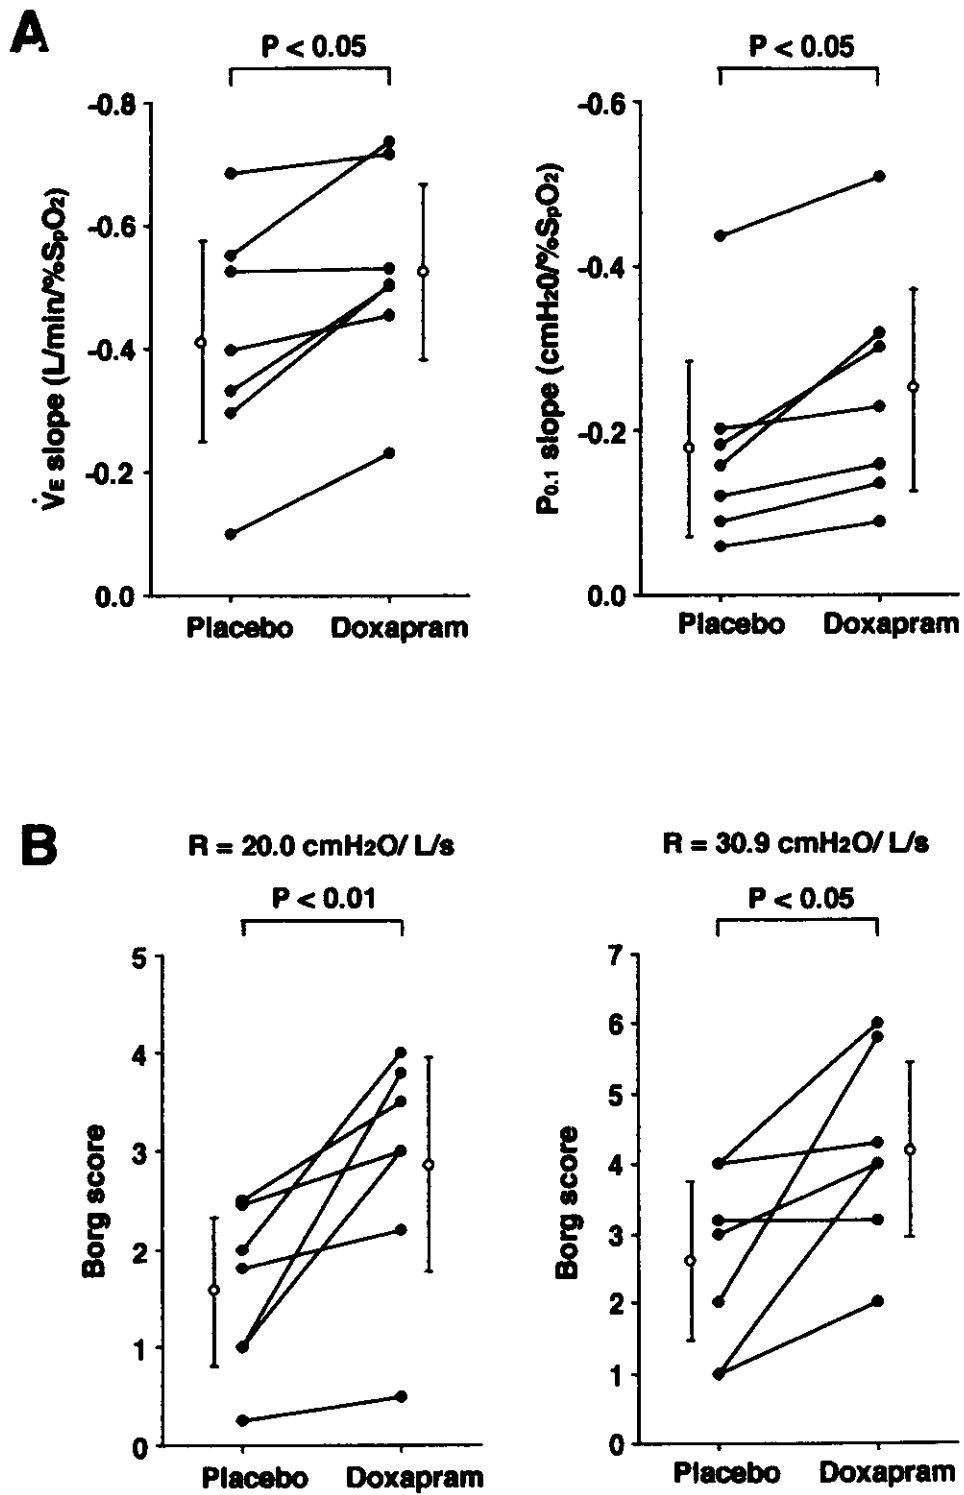 A
P < 0.05
-0.8
-0.6
-0.4
-0.2
0.0
V̇E slope (L/min/%SpO2)
Placebo Doxapram
P < 0.05
-0.6
-0.4
-0.2
0.0
P0.1 slope (cmH20/%SpO2)
Placebo Doxapram
B
R = 20.0 cmH2O/ L/s
P < 0.01
5
4
3
2
1
0
Borg score
Placebo Doxapram
R = 30.9 cmH2O/ L/s
P < 0.05
7
6
5
4
3
2
1
0
Borg score
Placebo Doxapram